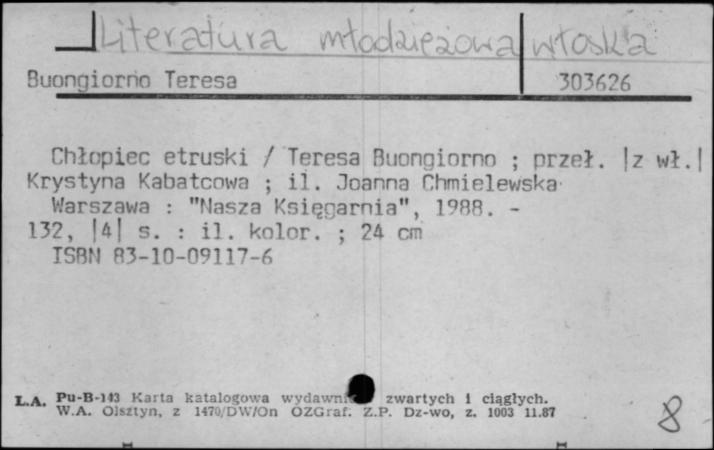 Literatura młodzieżowa włoska
Buongiorno Teresa 303626
Chłopiec etruski / Teresa Buongiorno ; przeł. |z wł.|
Krystyna Kabatcowa ; il. Joanna Chmielewska
Warszawa : "Nasza Księgarnia", 1988. -
132, |4| s. : il. kolor. ; 24 cm
ISBN 83-10-09117-6
L.A. Pu-B-143 Karta katalogowa zwartych i ciągłych.
W.A. Olsztyn, z 1470/DW/On OZGraf. Z.P. Dz-wo, z. 1003 11.87
8